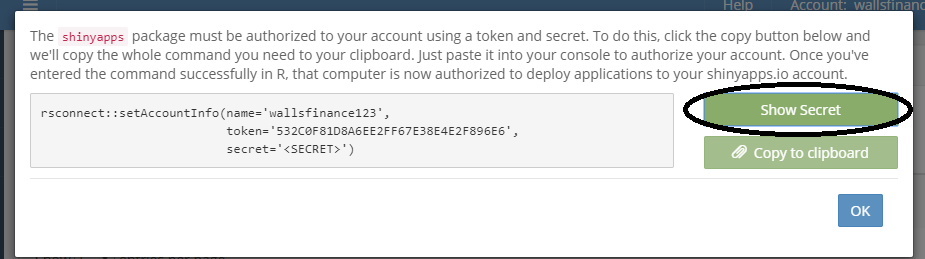 Help Account: wallsfinanc
The shinyapps package must be authorized to your account using a token and secret. To do this, click the copy button below and
we'll copy the whole command you need to your clipboard. Just paste it into your console to authorize your account. Once you've
entered the command successfully in R, that computer is now authorized to deploy applications to your shinyapps.io account.
rsconnect::setAccountInfo(name='wallsfinance123',
token='532C0F81D8A6EE2FF67E38E4E2F896E6',
secret='<SECRET>')
Show Secret
Copy to clipboard
OK